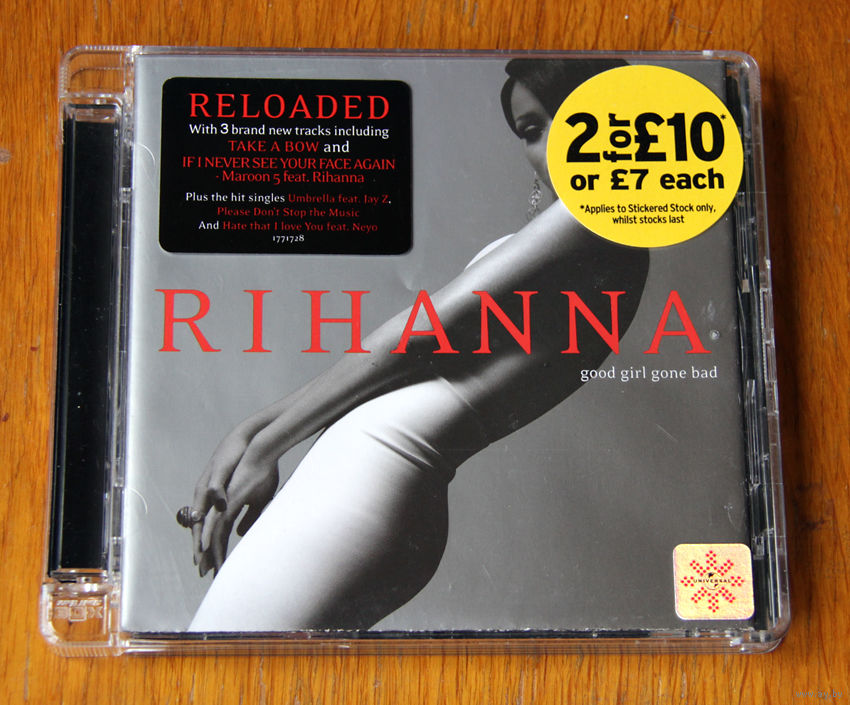 RELOADED
With 3 brand new tracks including
TAKE A BOW and
IF I NEVER SEE YOUR FACE AGAIN
- Maroon 5 feat. Rihanna
Plus the hit singles Umbrella feat. Jay Z,
Please Don't Stop the Music
And Hate that I love You feat. Neyo
1771728
2 for £10*
or £7 each
*Applies to Stickered Stock only,
whilst stocks last
RIHANNA
good girl gone bad
UNIVERSAL